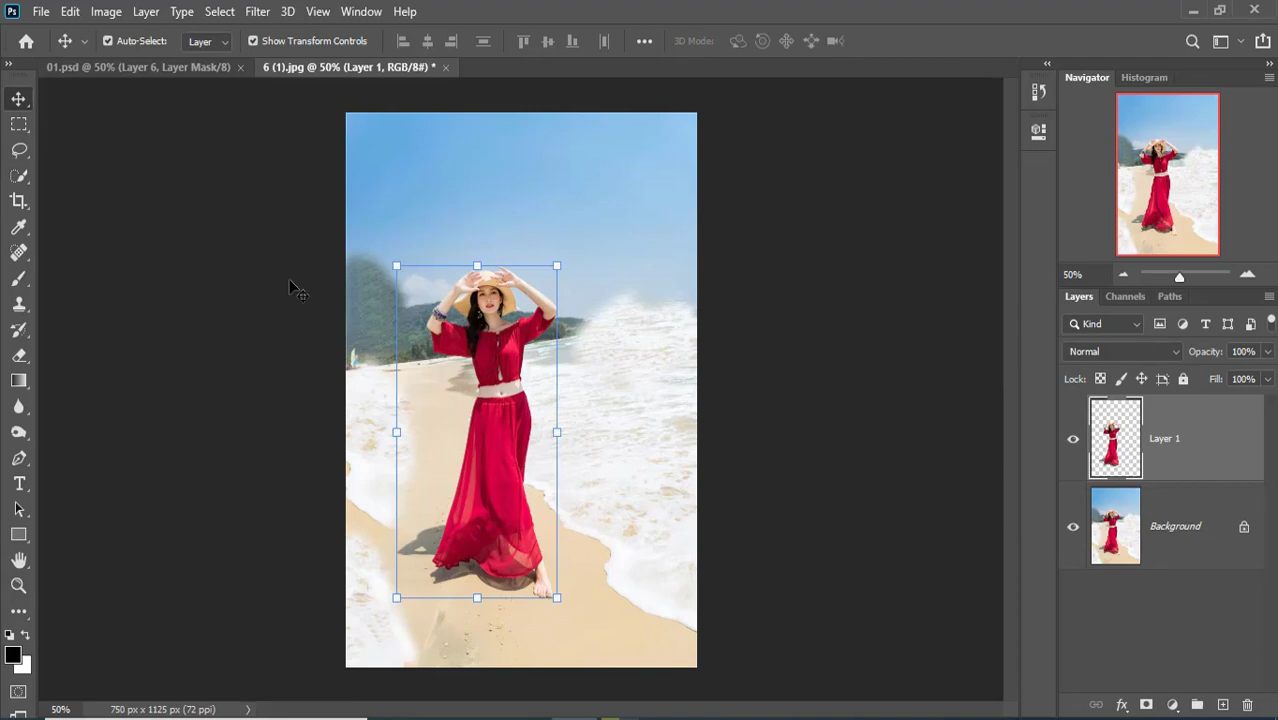 Ps File Edit Image Layer Type Select Filter 3D View Window Help
Auto-Select: Layer Show Transform Controls 3D Mode:
01.psd @ 50% (Layer 6, Layer Mask/8) × 6 (1).jpg @ 50% (Layer 1, RGB/8#) * ×
Navigator Histogram
50%
Layers Channels Paths
Kind
Normal Opacity: 100%
Lock: Fill: 100%
Layer 1
Background
fx
50% 750 px x 1125 px (72 ppi)